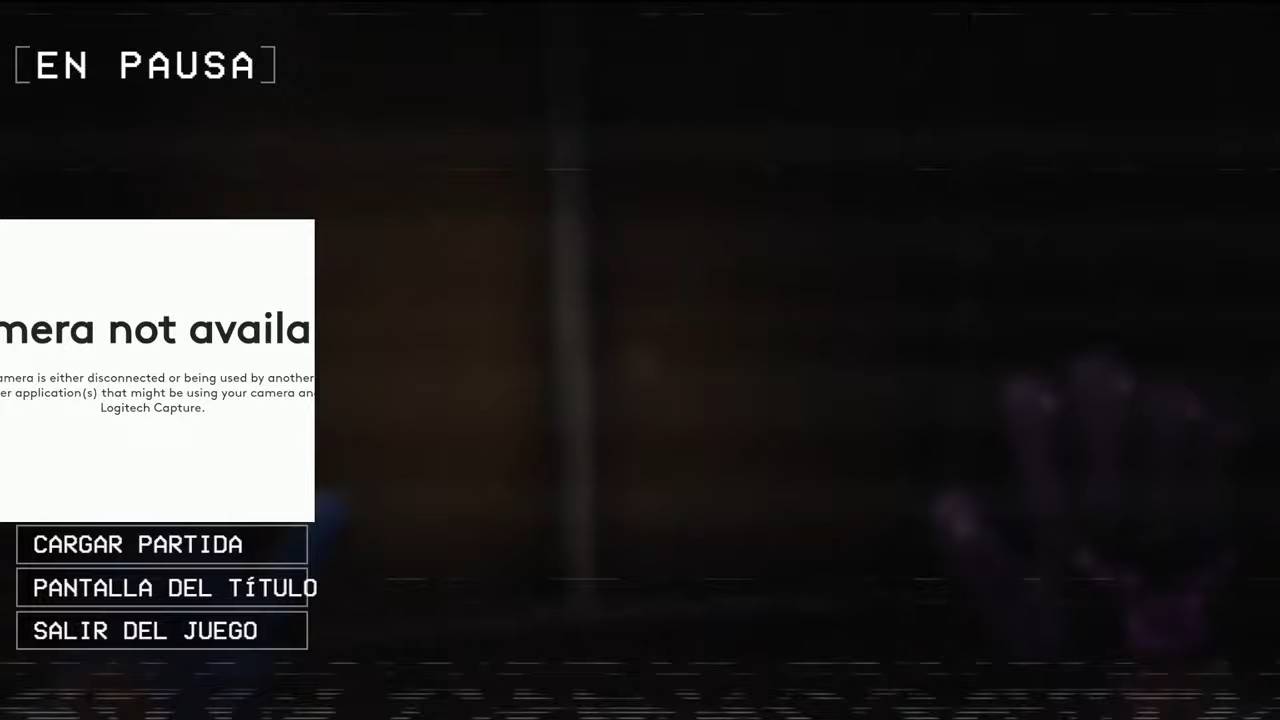 [EN PAUSA]
mera not availa
amera is either disconnected or being used by another
er application(s) that might be using your camera an
Logitech Capture.
CARGAR PARTIDA
PANTALLA DEL TÍTULO
SALIR DEL JUEGO